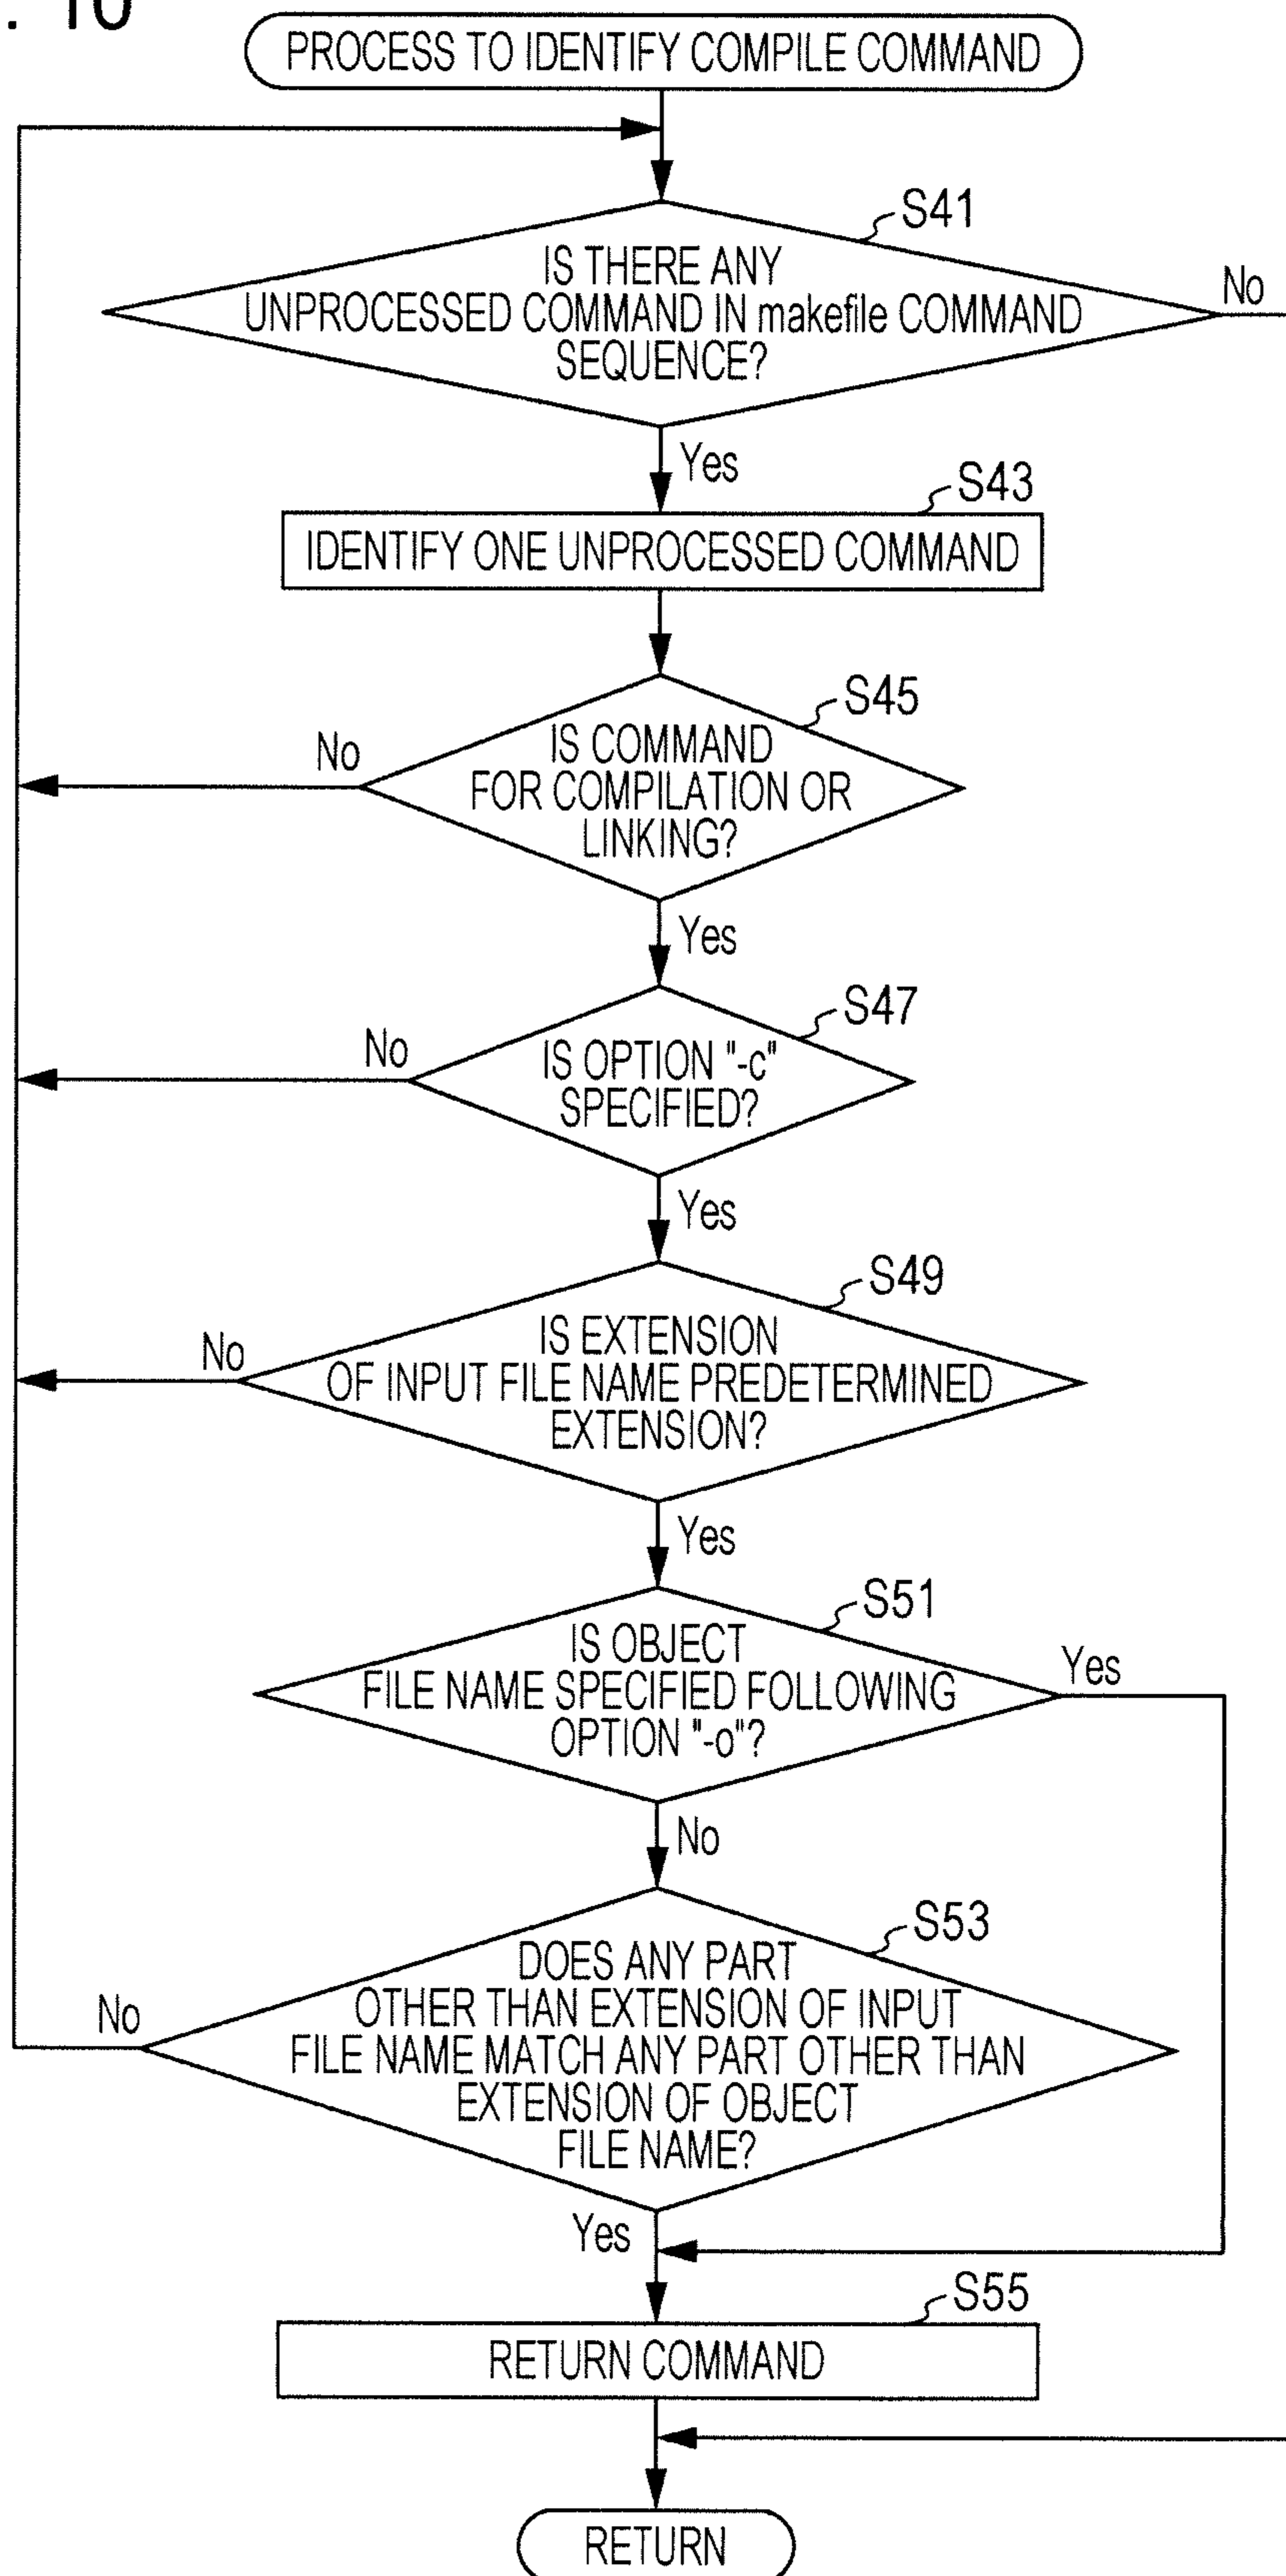 . 10
PROCESS TO IDENTIFY COMPILE COMMAND
S41
IS THERE ANY
UNPROCESSED COMMAND IN makefile COMMAND
SEQUENCE?
No
Yes
S43
IDENTIFY ONE UNPROCESSED COMMAND
S45
IS COMMAND
FOR COMPILATION OR
LINKING?
No
Yes
S47
IS OPTION "-c"
SPECIFIED?
No
Yes
S49
IS EXTENSION
OF INPUT FILE NAME PREDETERMINED
EXTENSION?
No
Yes
S51
IS OBJECT
FILE NAME SPECIFIED FOLLOWING
OPTION "-o"?
Yes
No
S53
DOES ANY PART
OTHER THAN EXTENSION OF INPUT
FILE NAME MATCH ANY PART OTHER THAN
EXTENSION OF OBJECT
FILE NAME?
No
Yes
S55
RETURN COMMAND
RETURN